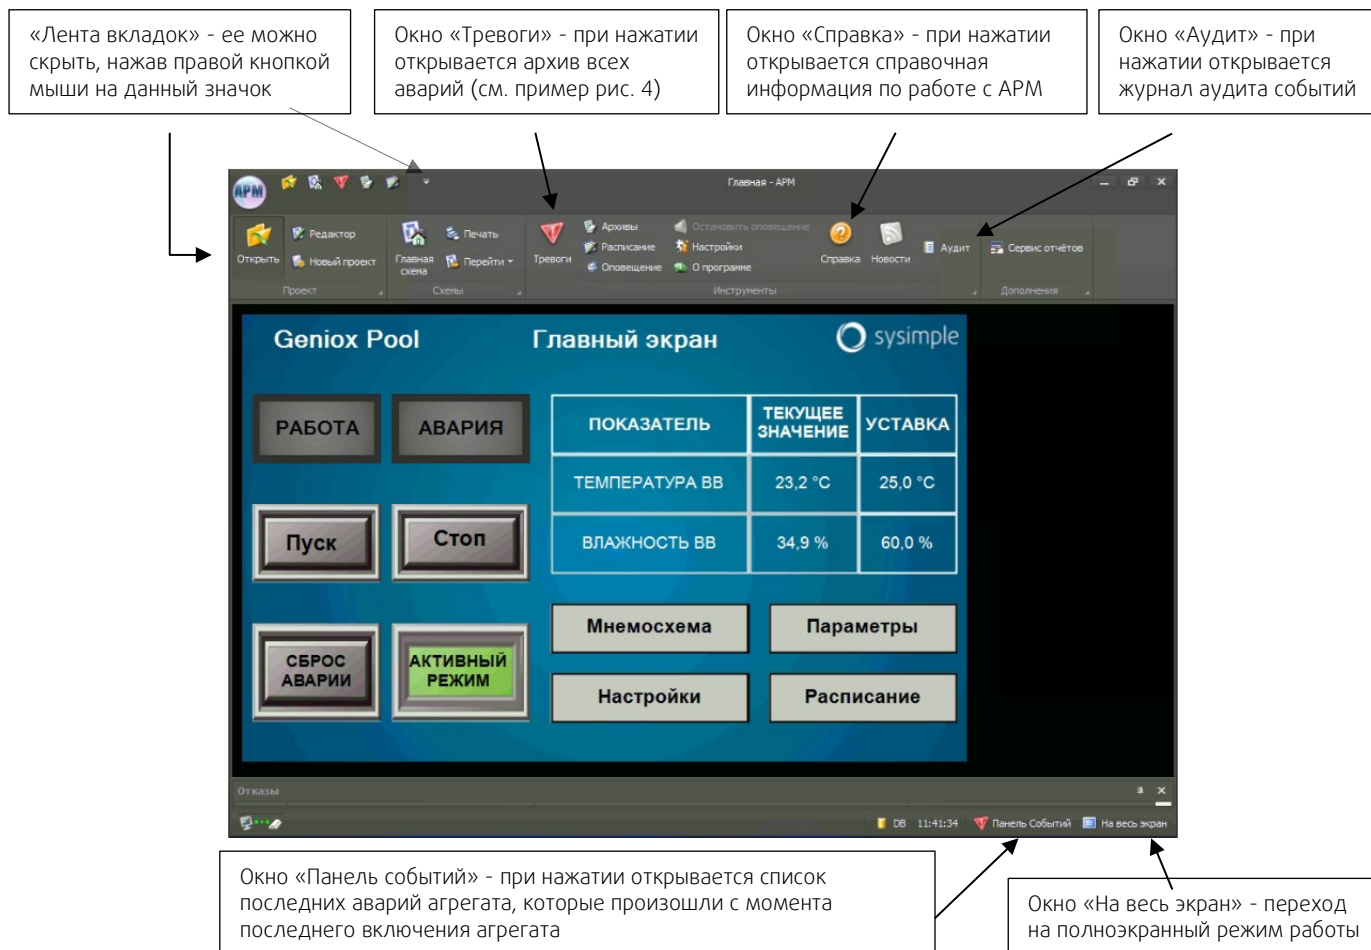 «Лента вкладок» - ее можно
скрыть, нажав правой кнопкой
мыши на данный значок
Окно «Тревоги» - при нажатии
открывается архив всех
аварий (см. пример рис. 4)
Окно «Справка» - при нажатии
открывается справочная
информация по работе с АРМ
Окно «Аудит» - при
нажатии открывается
журнал аудита событий
АРМ
Главная - АРМ
Открыть
Редактор
Новый проект
Проект
Главная
схема
Печать
Перейти
Схемы
Тревоги
Архивы
Расписание
Оповещение
Остановить оповещение
Настройки
О программе
Справка
Новости
Аудит
Инструменты
Сервис отчётов
Дополнения
Geniox Pool
Главный экран
sysimple
РАБОТА
АВАРИЯ
ПОКАЗАТЕЛЬ
ТЕКУЩЕЕ
ЗНАЧЕНИЕ
УСТАВКА
ТЕМПЕРАТУРА ВВ
23,2 °C
25,0 °C
Пуск
Стоп
ВЛАЖНОСТЬ ВВ
34,9 %
60,0 %
Мнемосхема
Параметры
СБРОС
АВАРИИ
АКТИВНЫЙ
РЕЖИМ
Настройки
Расписание
Отказы
DB
11:41:34
Панель Событий
На весь экран
Окно «Панель событий» - при нажатии открывается список
последних аварий агрегата, которые произошли с момента
последнего включения агрегата
Окно «На весь экран» - переход
на полноэкранный режим работы